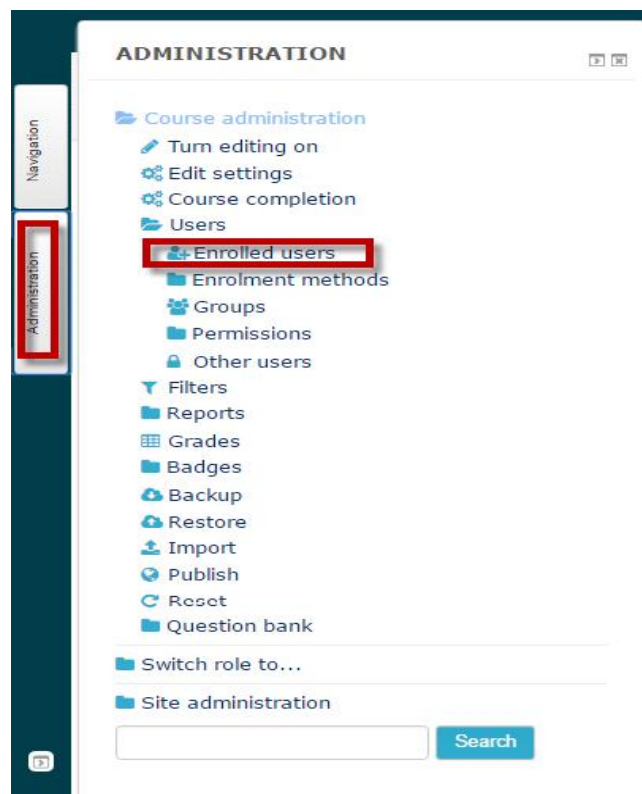 ADMINISTRATION
Navigation
Administration
Course administration
Turn editing on
Edit settings
Course completion
Users
Enrolled users
Enrolment methods
Groups
Permissions
Other users
Filters
Reports
Grades
Badges
Backup
Restore
Import
Publish
Reset
Question bank
Switch role to...
Site administration
Search